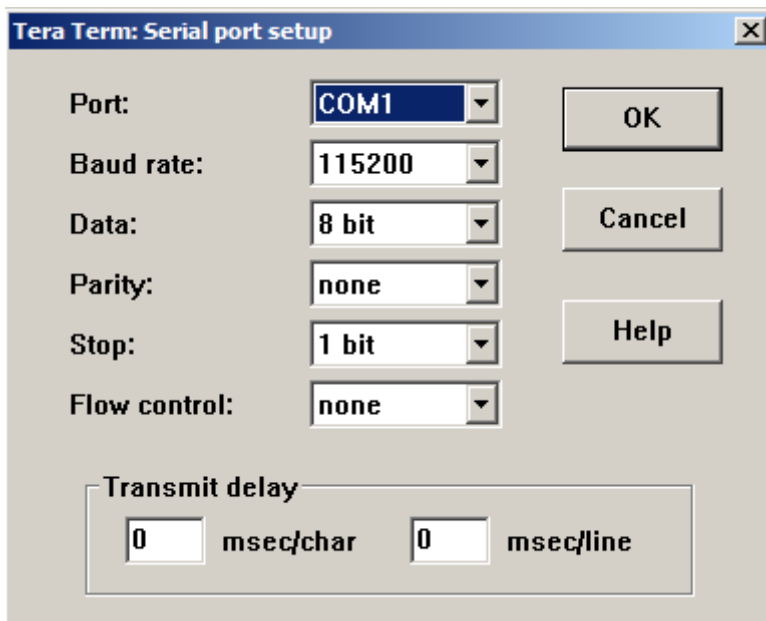 Tera Term: Serial port setup
Port: COM1 OK
Baud rate: 115200
Data: 8 bit Cancel
Parity: none
Stop: 1 bit Help
Flow control: none
Transmit delay
0 msec/char 0 msec/line